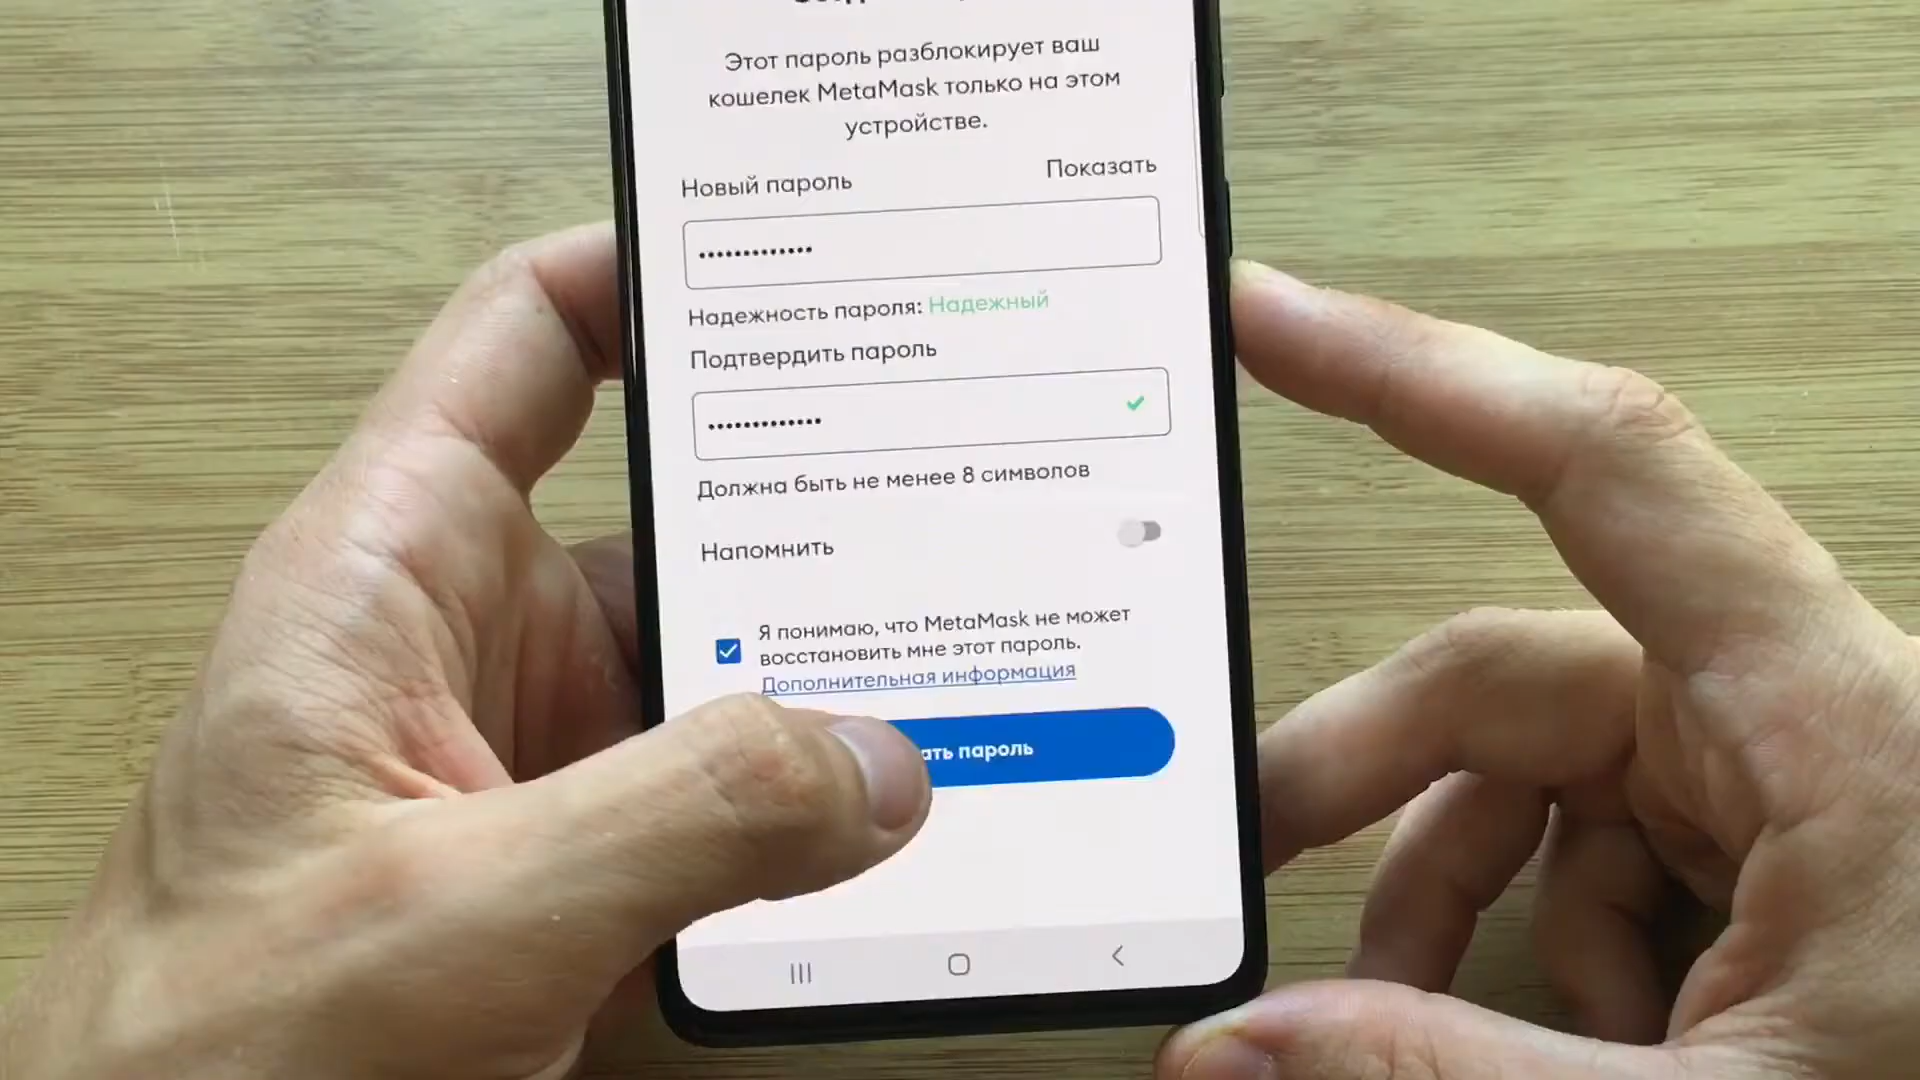 Этот пароль разблокирует ваш
кошелек MetaMask только на этом
устройстве.
Новый пароль
Показать
•••••••••••••
Надежность пароля: Надежный
Подтвердить пароль
•••••••••••••
Должна быть не менее 8 символов
Напомнить
Я понимаю, что MetaMask не может
восстановить мне этот пароль.
Дополнительная информация
пароль